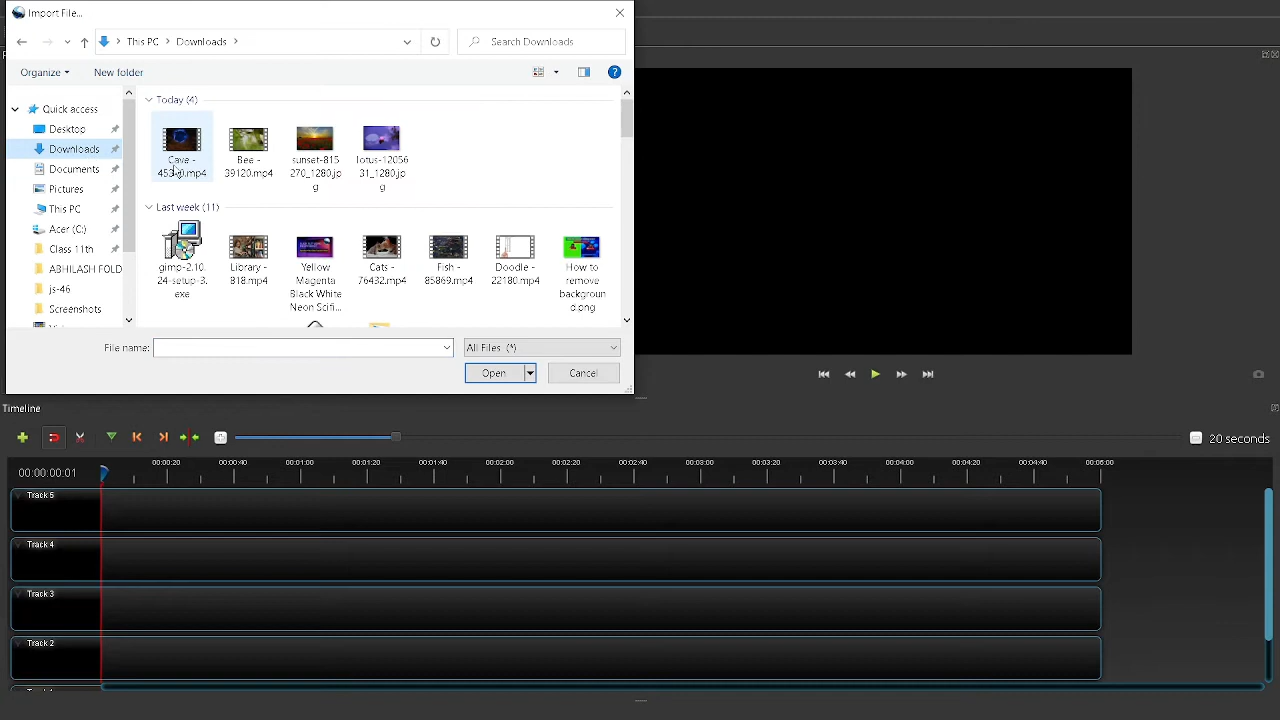 Import File...
This PC
Downloads
Search Downloads
Organize
New folder
Quick access
Desktop
Downloads
Documents
Pictures
This PC
Acer (C:)
Class 11th
ABHILASH FOLD
js-46
Screenshots
Today (4)
Cave -
Bee -
39120.mp4
sunset-815
270_1280.jp
g
lotus-12056
31_1280.jp
g
Last week (11)
gimp-2.10.
24-setup-3.
exe
Library -
818.mp4
Yellow
Magenta
Black White
Neon Scifi...
Cats -
76432.mp4
Fish -
85869.mp4
Doodle -
22180.mp4
How to
remove
backgroun
d.png
File name:
All Files (*)
Open
Cancel
Timeline
20 seconds
00:00:00:01
00:00:20
00:00:40
00:01:00
00:01:20
00:01:40
00:02:00
00:02:20
00:02:40
00:03:00
00:03:20
00:03:40
00:04:00
00:04:20
00:04:40
00:05:00
Track 5
Track 4
Track 3
Track 2